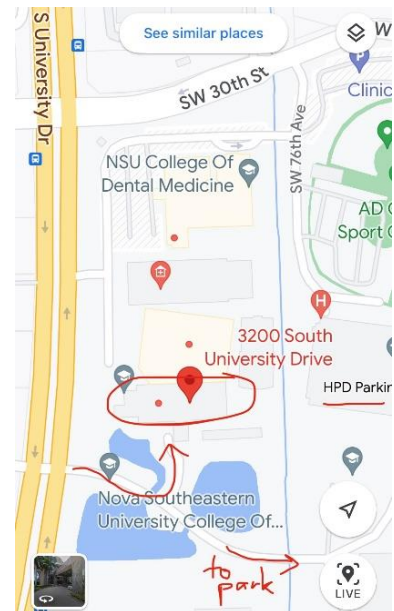 See similar places
W
S University Dr
SW 30th St
Clinic
NSU College Of
Dental Medicine
SW 76th Ave
AD
Sport C
H
3200 South
University Drive
HPD Parkin
Nova Southeastern
University College Of...
to
park
LIVE